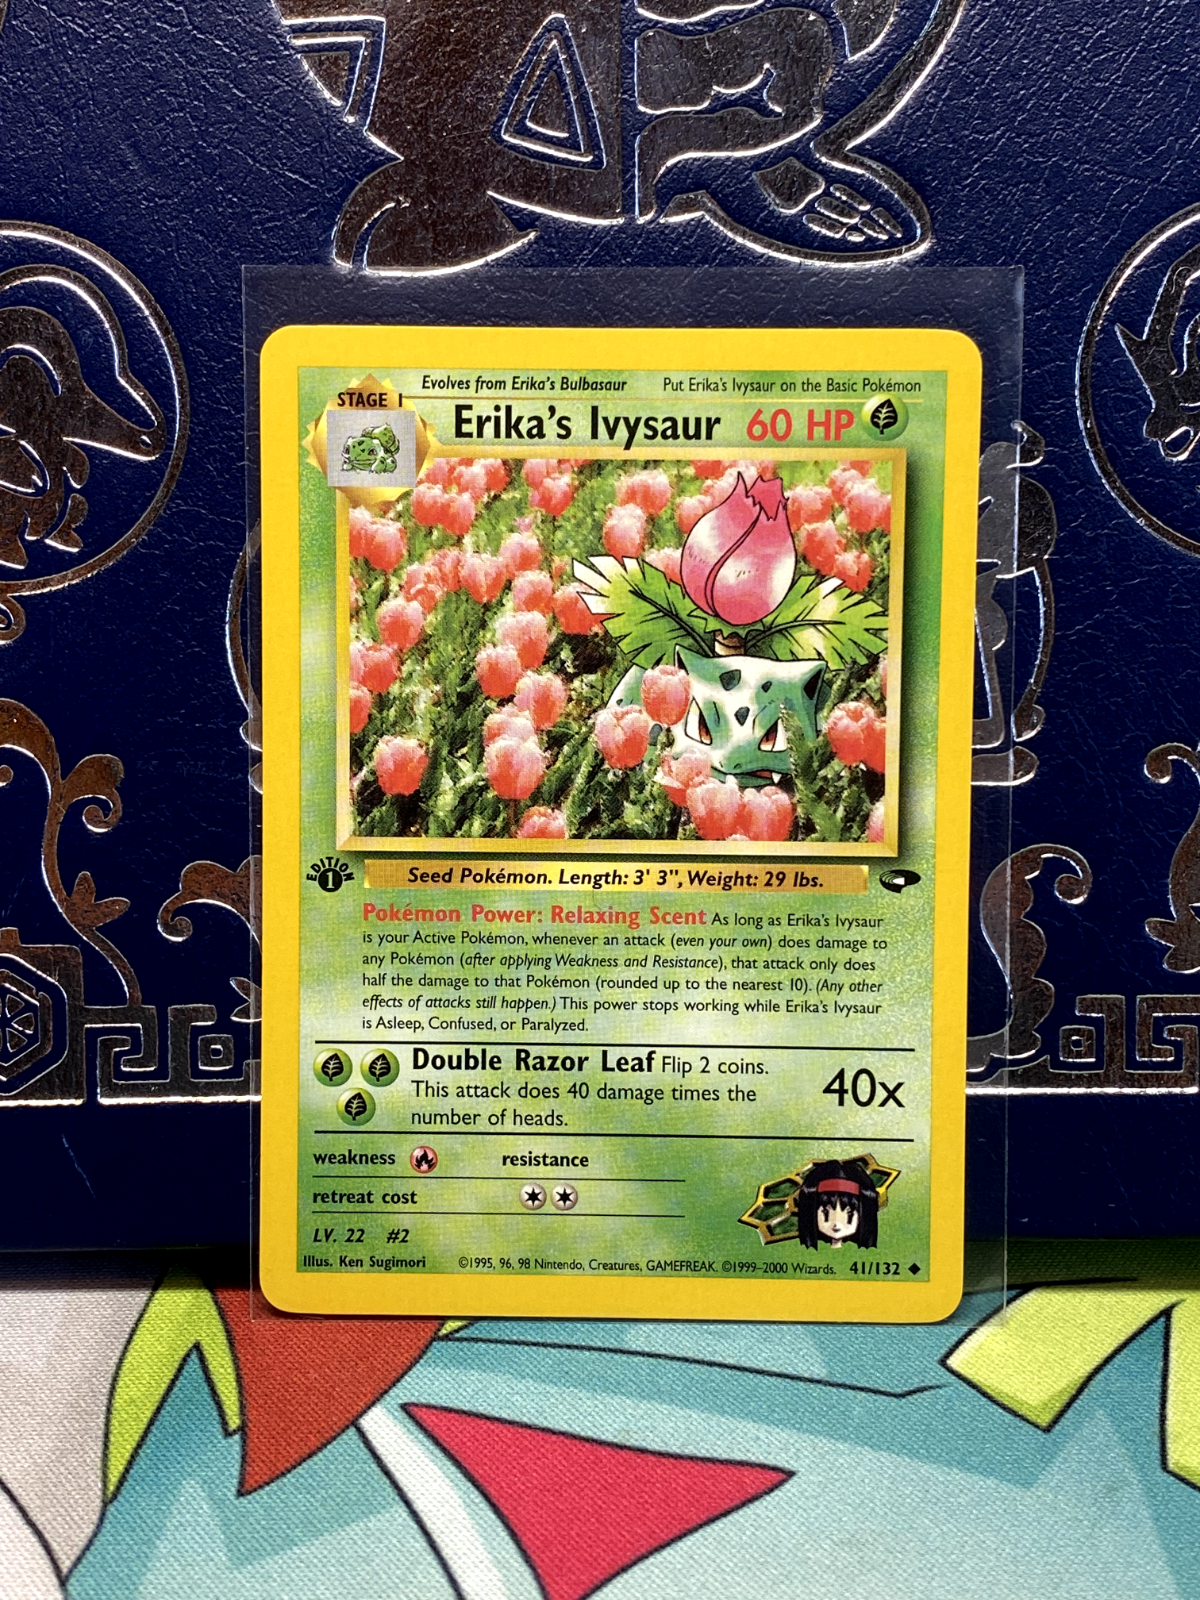 Evolves from Erika's Bulbasaur Put Erika's Ivysaur on the Basic Pokémon
STAGE 1
Erika's Ivysaur 60 HP
EDITION 1
Seed Pokémon. Length: 3' 3", Weight: 29 lbs.
Pokémon Power: Relaxing Scent As long as Erika's Ivysaur
is your Active Pokémon, whenever an attack (even your own) does damage to
any Pokémon (after applying Weakness and Resistance), that attack only does
half the damage to that Pokémon (rounded up to the nearest 10). (Any other
effects of attacks still happen.) This power stops working while Erika's Ivysaur
is Asleep, Confused, or Paralyzed.
Double Razor Leaf Flip 2 coins.
This attack does 40 damage times the
number of heads.
40x
weakness resistance
retreat cost
LV. 22 #2
Illus. Ken Sugimori ©1995, 96, 98 Nintendo, Creatures, GAMEFREAK. ©1999–2000 Wizards. 41/132